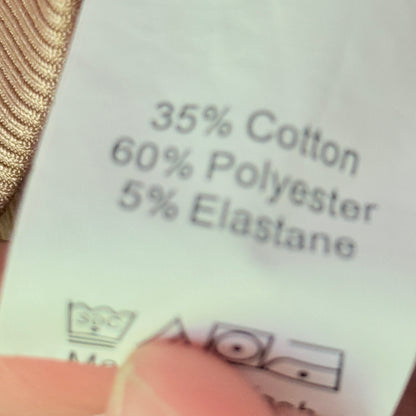 35% Cotton
60% Polyester
5% Elastane